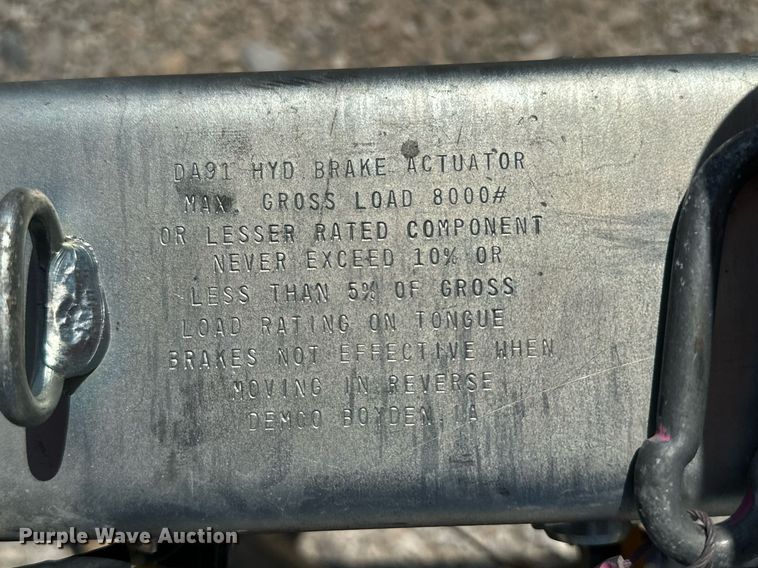 DA91 HYD BRAKE ACTUATOR
MAX. GROSS LOAD 8000#
OR LESSER RATED COMPONENT
NEVER EXCEED 10% OR
LESS THAN 5% OF GROSS
LOAD RATING ON TONGUE
BRAKES NOT EFFECTIVE WHEN
MOVING IN REVERSE
DEMCO BOYDEN, IA
Purple Wave Auction